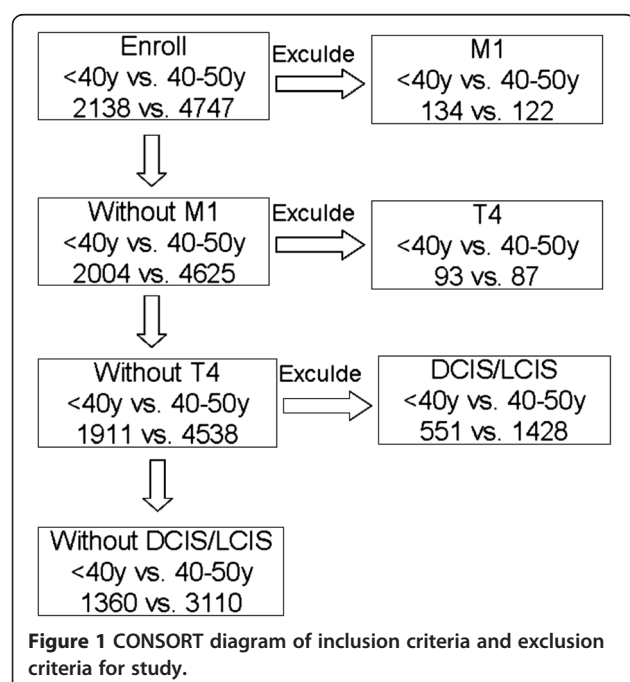 Enroll
<40y vs. 40-50y
2138 vs. 4747
Exculde
M1
<40y vs. 40-50y
134 vs. 122
Without M1
<40y vs. 40-50y
2004 vs. 4625
Exculde
T4
<40y vs. 40-50y
93 vs. 87
Without T4
<40y vs. 40-50y
1911 vs. 4538
Exculde
DCIS/LCIS
<40y vs. 40-50y
551 vs. 1428
Without DCIS/LCIS
<40y vs. 40-50y
1360 vs. 3110
Figure 1 CONSORT diagram of inclusion criteria and exclusion
criteria for study.